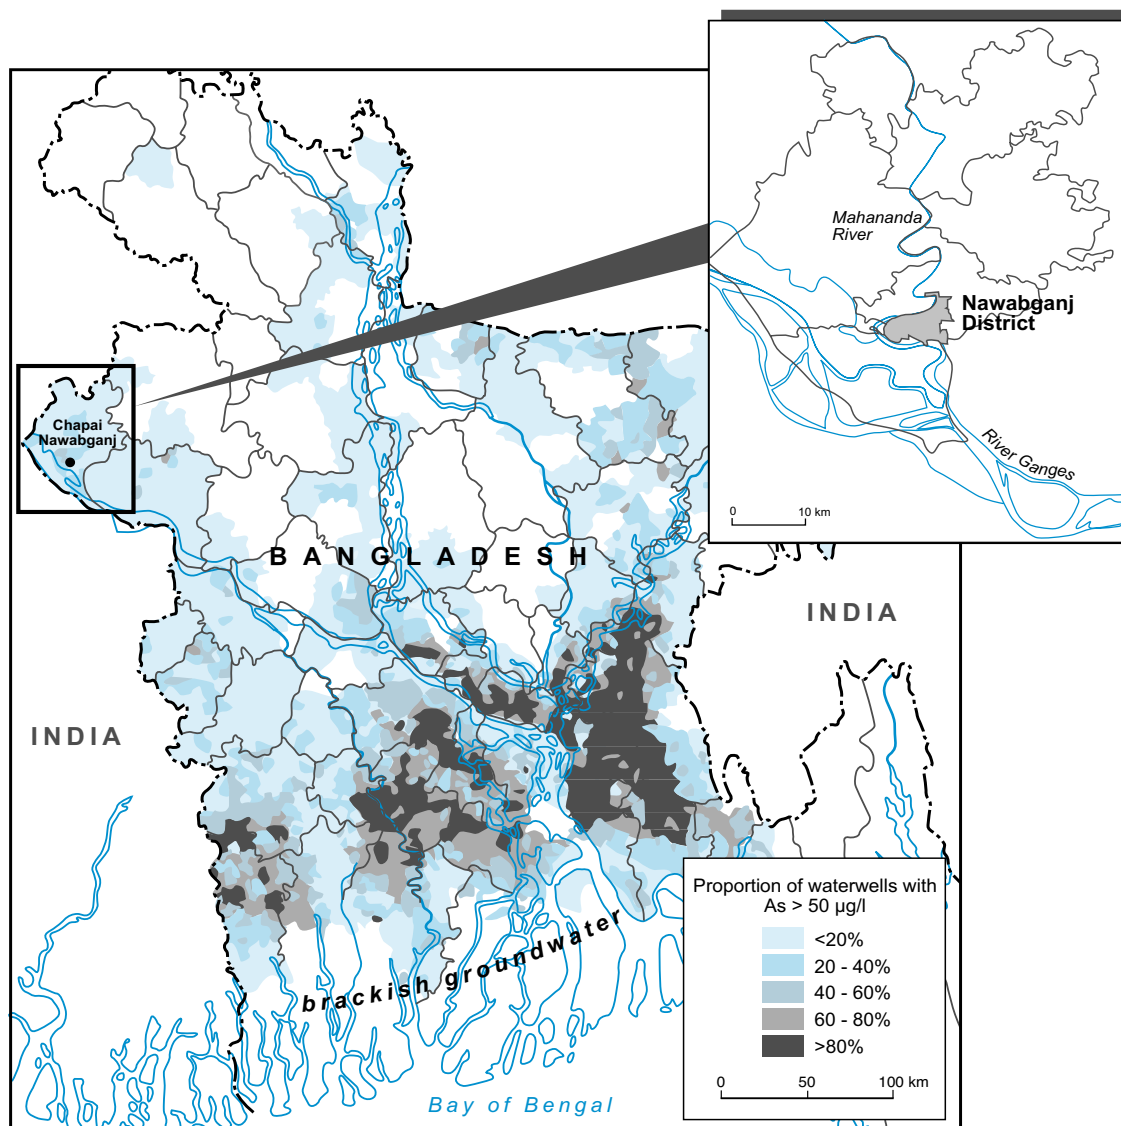 Mahananda
River
Nawabganj
District
River Ganges
0 10 km
Chapai
Nawabganj
BANGLADESH
INDIA
INDIA
brackish groundwater
Bay of Bengal
Proportion of waterwells with
As > 50 µg/l
<20%
20 - 40%
40 - 60%
60 - 80%
>80%
0 50 100 km